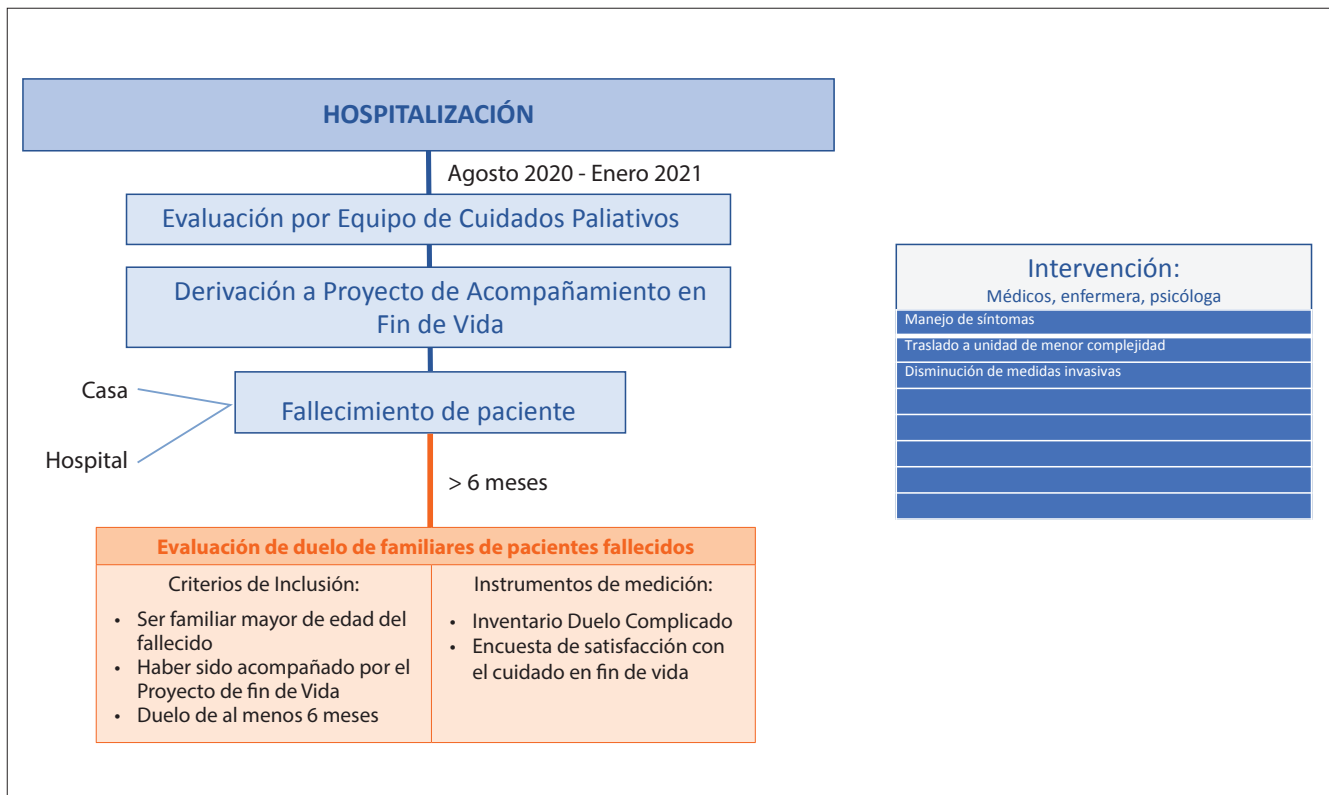 HOSPITALIZACIÓN
Agosto 2020 - Enero 2021
Evaluación por Equipo de Cuidados Paliativos
Derivación a Proyecto de Acompañamiento en
Fin de Vida
Casa
Fallecimiento de paciente
Hospital
> 6 meses
Evaluación de duelo de familiares de pacientes fallecidos
Criterios de Inclusión:
• Ser familiar mayor de edad del
fallecido
• Haber sido acompañado por el
Proyecto de fin de Vida
• Duelo de al menos 6 meses
Instrumentos de medición:
• Inventario Duelo Complicado
• Encuesta de satisfacción con
el cuidado en fin de vida
Intervención:
Médicos, enfermera, psicóloga
Manejo de síntomas
Traslado a unidad de menor complejidad
Disminución de medidas invasivas